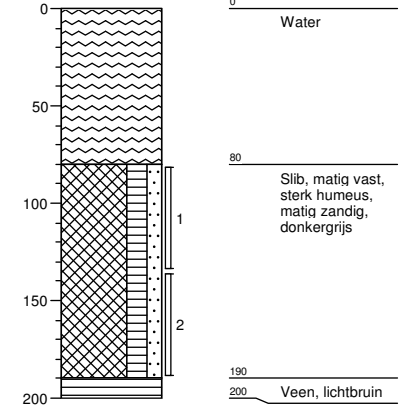 0
0
Water
50
80
Slib, matig vast,
sterk humeus,
matig zandig,
donkergrijs
100
1
150
2
190
200
200
Veen, lichtbruin